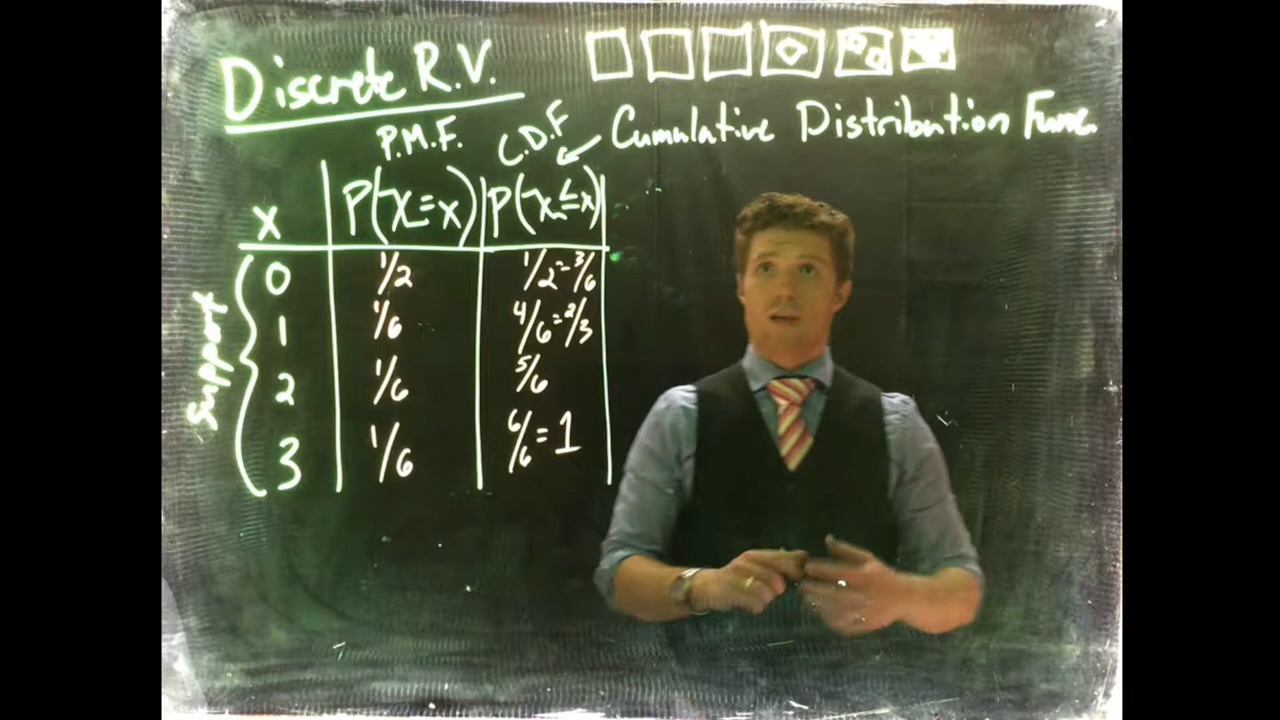 Discrete R.V.
Cumulative Distribution Func.
P.M.F. C.D.F
x P(X=x) P(X≤x)
support
0 1/2 1/2=3/6
1 1/6 4/6=2/3
2 1/6 5/6
3 1/6 6/6=1